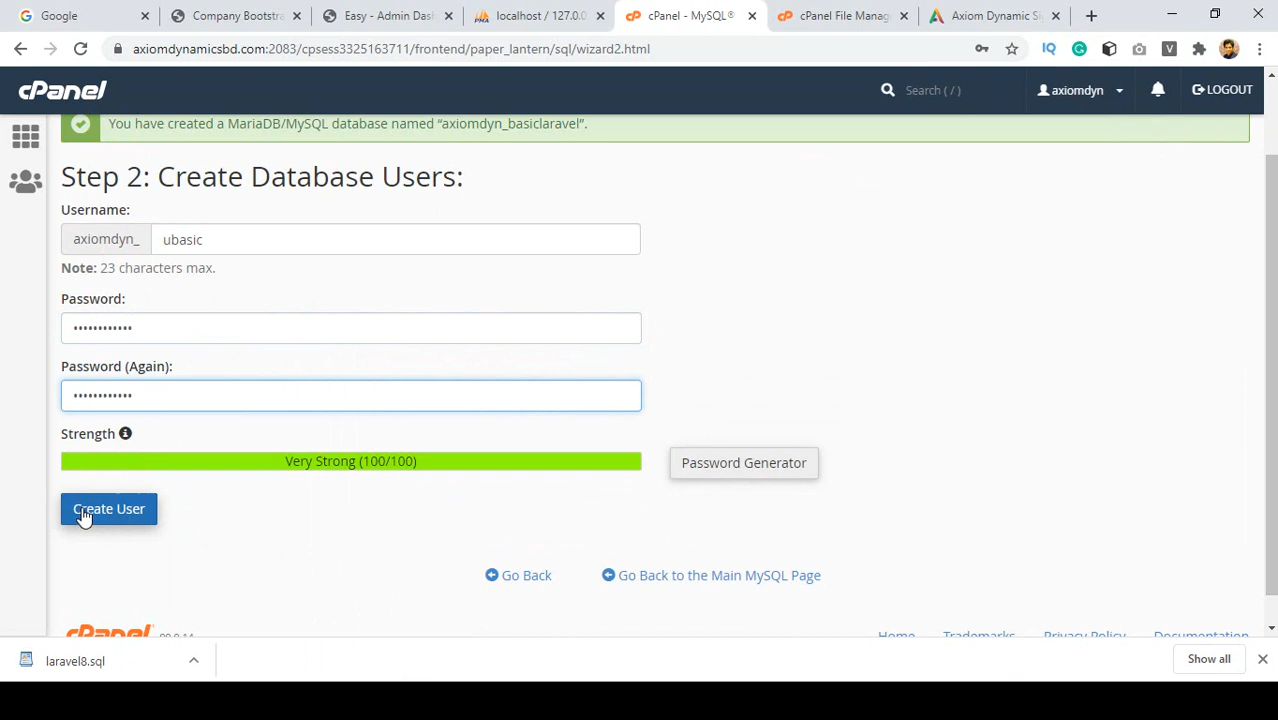 Google
Company Bootstra
Easy - Admin Das
localhost / 127.0.0
cPanel - MySQL®
cPanel File Manag
Axiom Dynamic S
axiomdynamicsbd.com:2083/cpsess3325163711/frontend/paper_lantern/sql/wizard2.html
cPanel
Search ( / )
axiomdyn
LOGOUT
You have created a MariaDB/MySQL database named “axiomdyn_basiclaravel”.
Step 2: Create Database Users:
Username:
axiomdyn_
ubasic
Note: 23 characters max.
Password:
Password (Again):
Strength
Very Strong (100/100)
Password Generator
Create User
Go Back
Go Back to the Main MySQL Page
cPanel
Home
Trademarks
Privacy Policy
Documentation
laravel8.sql
Show all